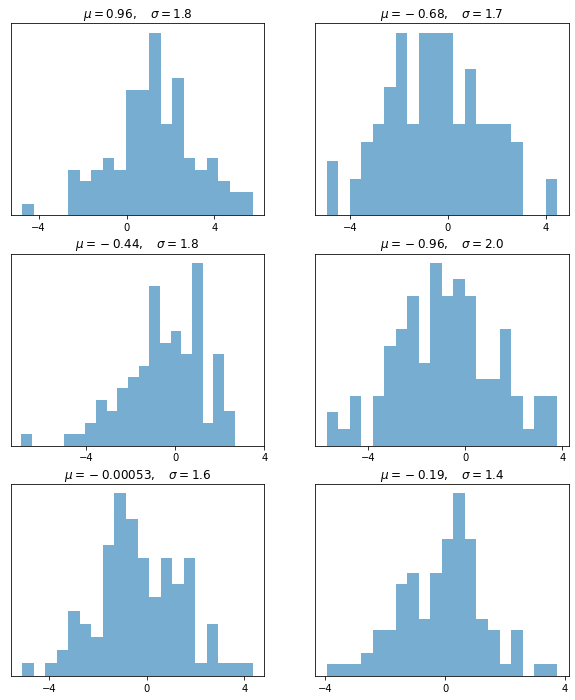 μ = 0.96,    σ = 1.8
μ = −0.68,    σ = 1.7
−4 0 4
−4 0 4
μ = −0.44,    σ = 1.8
μ = −0.96,    σ = 2.0
−4 0 4
−4 0 4
μ = −0.00053,    σ = 1.6
μ = −0.19,    σ = 1.4
−4 0 4
−4 0 4